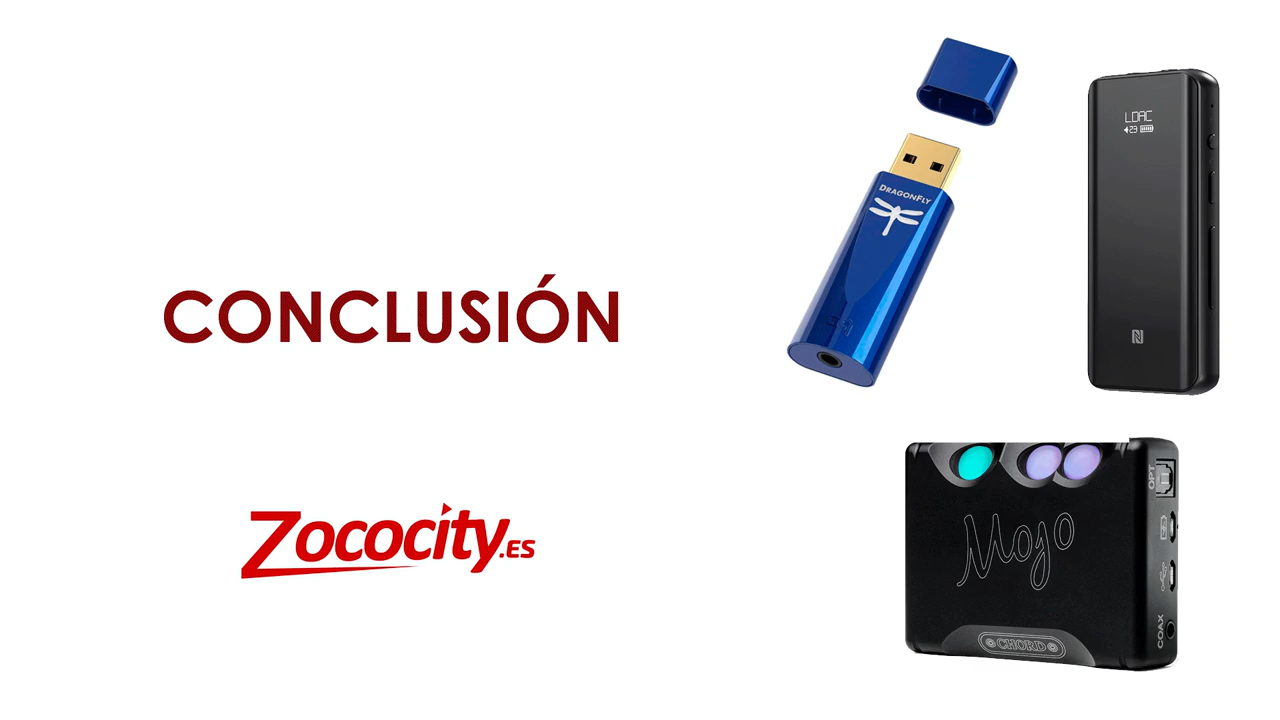 CONCLUSIÓN
ZOCOCITY.ES
DRAGONFLY
LDAC
23
Mojo
CHORD
OPT
COAX